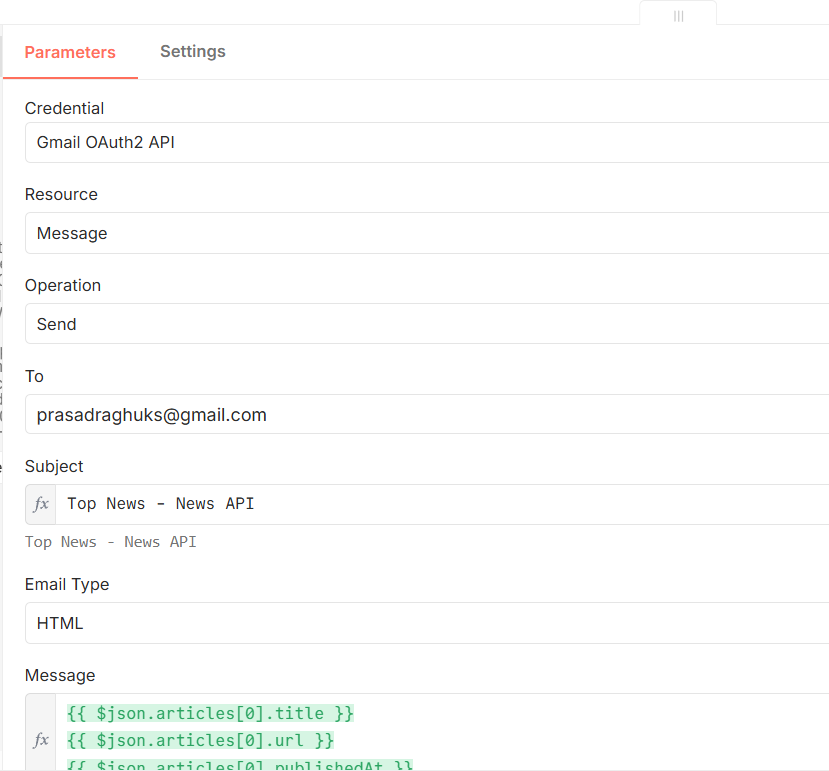 Parameters Settings
Credential
Gmail OAuth2 API
Resource
Message
Operation
Send
To
prasadraghuks@gmail.com
Subject
fx Top News - News API
Top News - News API
Email Type
HTML
Message
{{ $json.articles[0].title }}
fx {{ $json.articles[0].url }}
{{ $json.articles[0].publishedAt }}